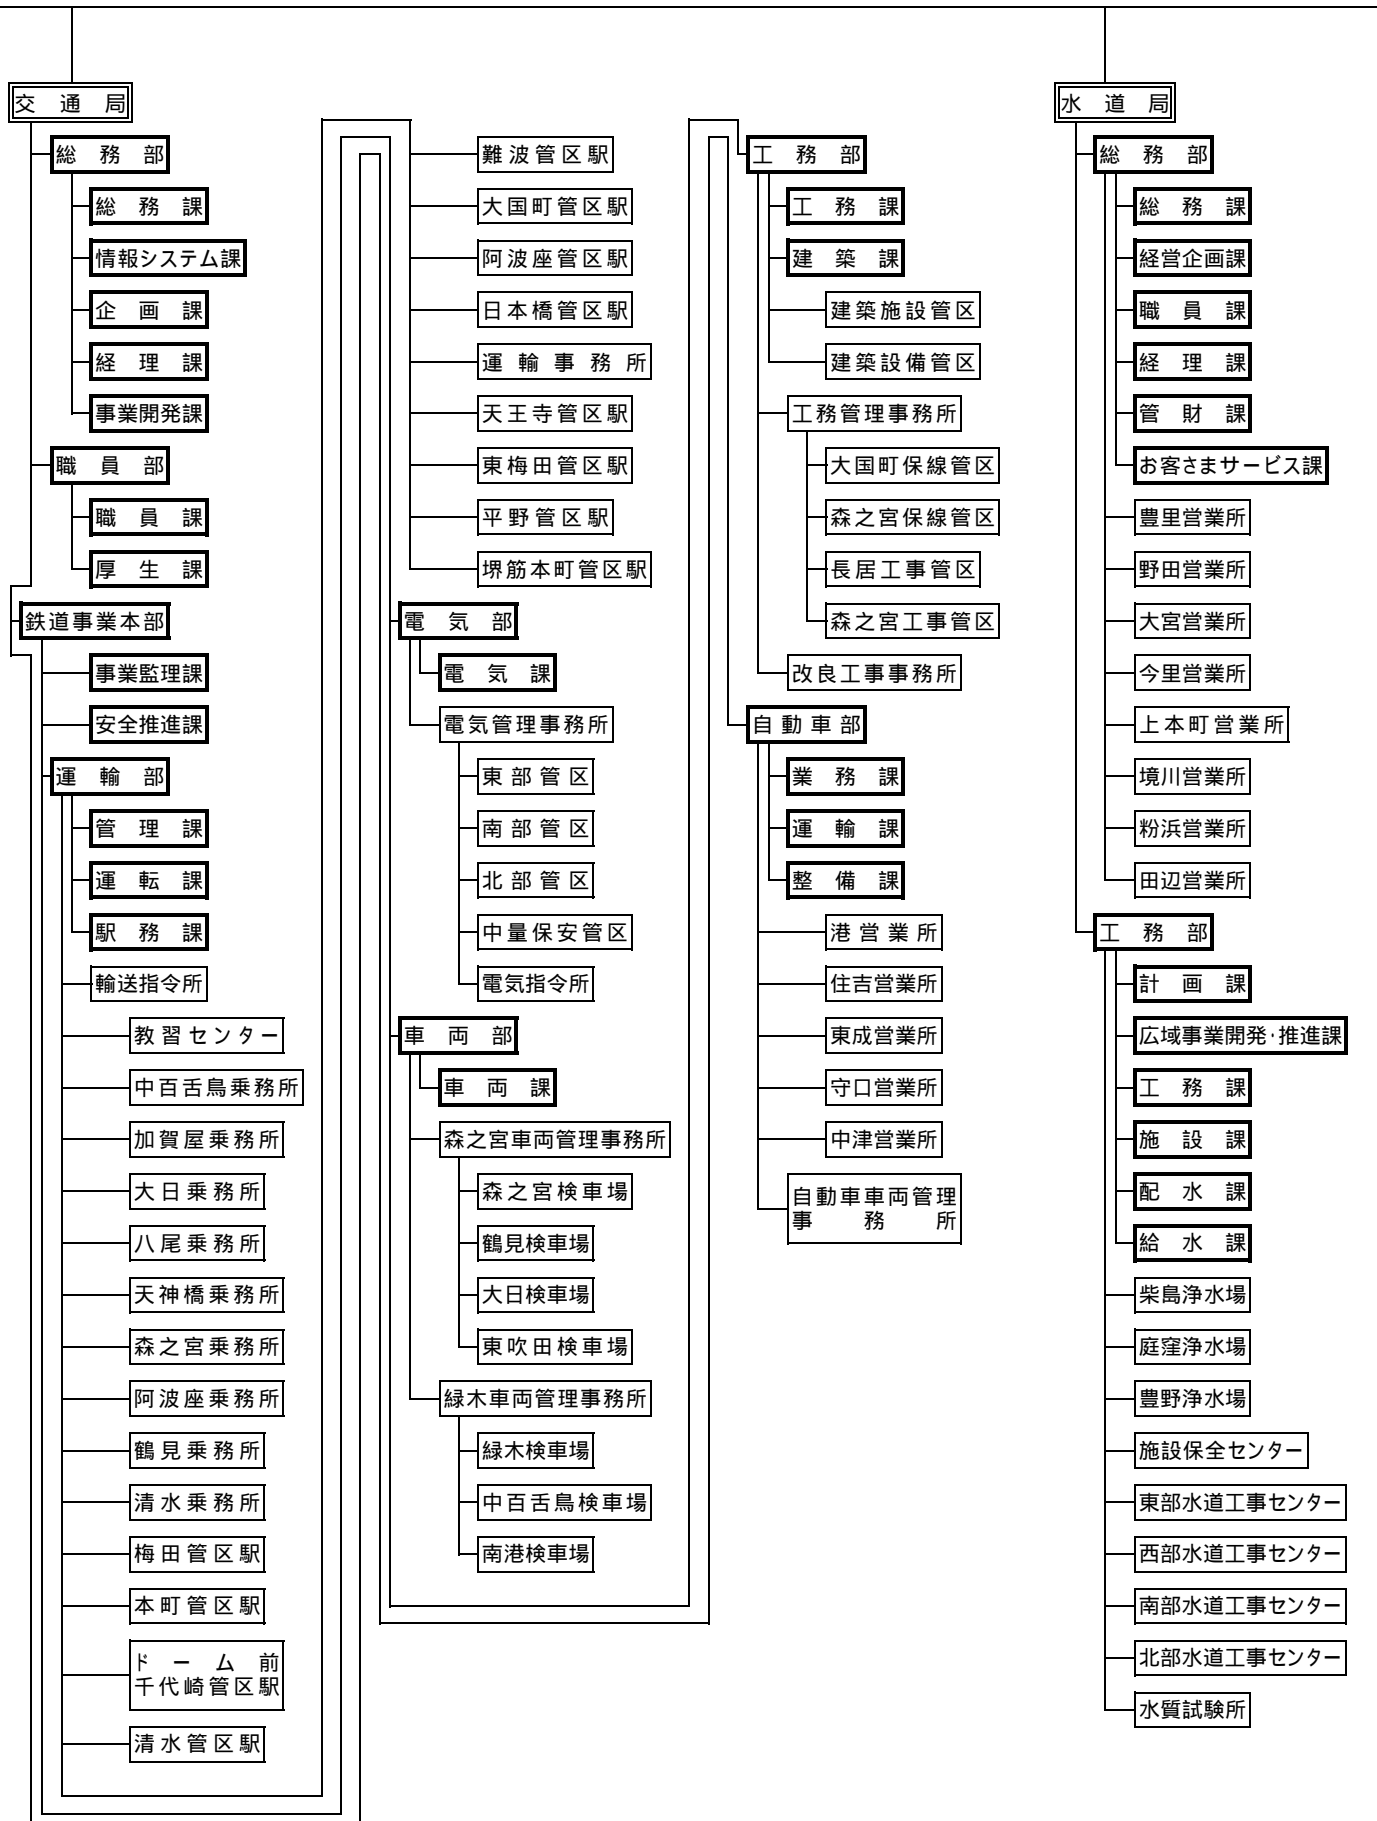 交通局
総務部
総務課
情報システム課
企画課
経理課
事業開発課
職員部
職員課
厚生課
鉄道事業本部
事業監理課
安全推進課
運輸部
管理課
運転課
駅務課
輸送指令所
教習センター
中百舌鳥乗務所
加賀屋乗務所
大日乗務所
八尾乗務所
天神橋乗務所
森之宮乗務所
阿波座乗務所
鶴見乗務所
清水乗務所
梅田管区駅
本町管区駅
ドーム前
千代崎管区駅
清水管区駅
難波管区駅
大国町管区駅
阿波座管区駅
日本橋管区駅
運輸事務所
天王寺管区駅
東梅田管区駅
平野管区駅
堺筋本町管区駅
電気部
電気課
電気管理事務所
東部管区
南部管区
北部管区
中量保安管区
電気指令所
車両部
車両課
森之宮車両管理事務所
森之宮検車場
鶴見検車場
大日検車場
東吹田検車場
緑木車両管理事務所
緑木検車場
中百舌鳥検車場
南港検車場
工務部
工務課
建築課
建築施設管区
建築設備管区
工務管理事務所
大国町保線管区
森之宮保線管区
長居工事管区
森之宮工事管区
改良工事事務所
自動車部
業務課
運輸課
整備課
港営業所
住吉営業所
東成営業所
守口営業所
中津営業所
自動車車両管理
事務所
水道局
総務部
総務課
経営企画課
職員課
経理課
管財課
お客さまサービス課
豊里営業所
野田営業所
大宮営業所
今里営業所
上本町営業所
境川営業所
粉浜営業所
田辺営業所
工務部
計画課
広域事業開発・推進課
工務課
施設課
配水課
給水課
柴島浄水場
庭窪浄水場
豊野浄水場
施設保全センター
東部水道工事センター
西部水道工事センター
南部水道工事センター
北部水道工事センター
水質試験所